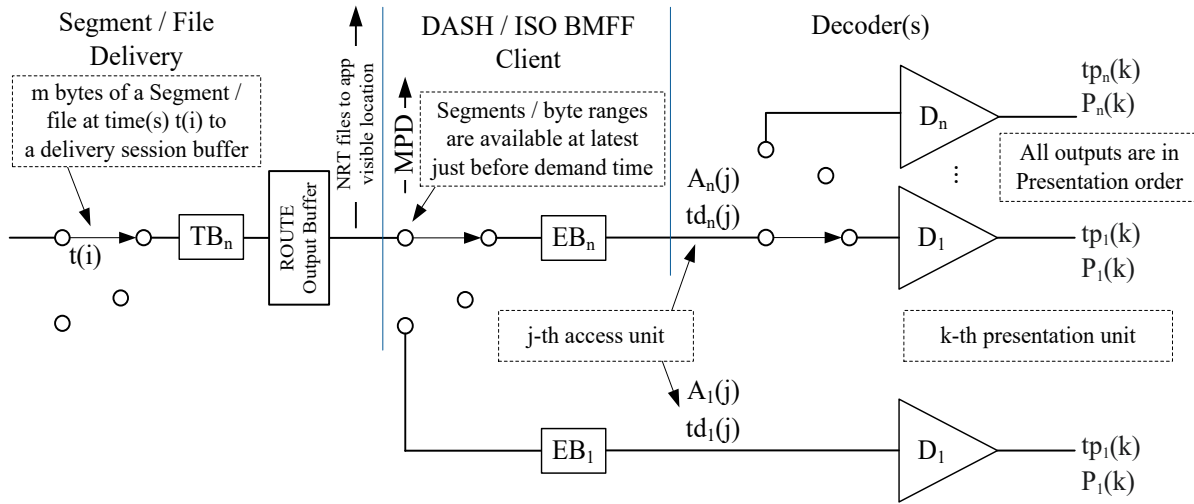 Segment / File
Delivery
m bytes of a Segment /
file at time(s) t(i) to
a delivery session buffer
t(i)
TBₙ
ROUTE
Output Buffer
NRT files to app
visible location
DASH / ISO BMFF
Client
MPD
Segments / byte ranges
are available at latest
just before demand time
EBₙ
j-th access unit
EB₁
Decoder(s)
Aₙ(j)
tdₙ(j)
A₁(j)
td₁(j)
Dₙ
⋮
D₁
D₁
tpₙ(k)
Pₙ(k)
All outputs are in
Presentation order
tp₁(k)
P₁(k)
k-th presentation unit
tp₁(k)
P₁(k)